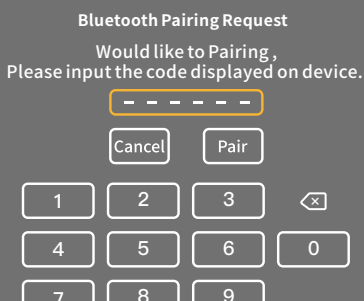 Bluetooth Pairing Request
Would like to Pairing ,
Please input the code displayed on device.
– – – – – –
Cancel Pair
1 2 3
4 5 6 0
7 8 9